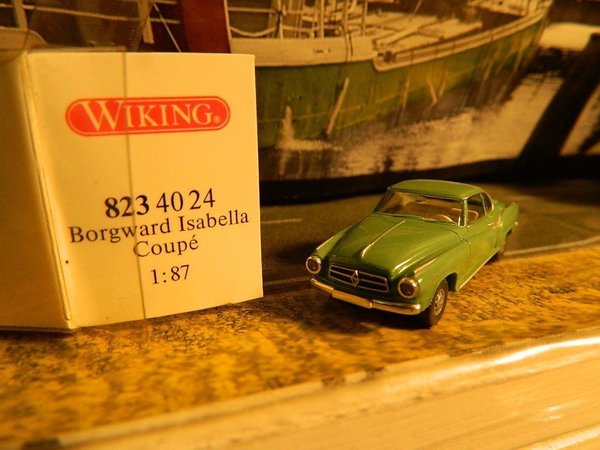 WIKING®
823 40 24
Borgward Isabella
Coupé
1:87